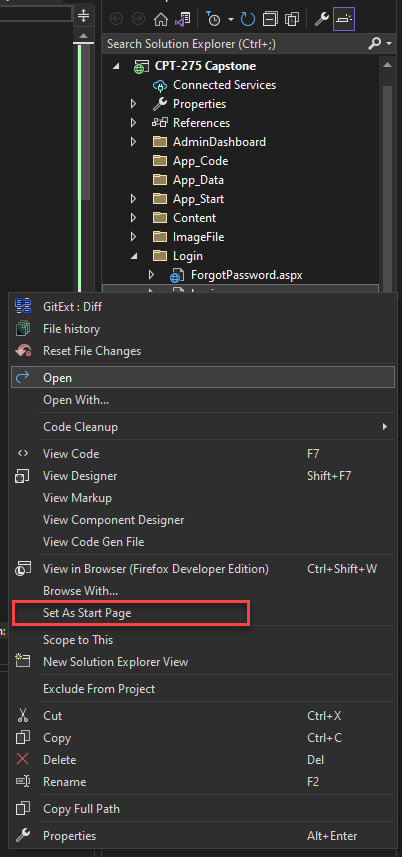 Search Solution Explorer (Ctrl+;)
CPT-275 Capstone
Connected Services
Properties
References
AdminDashboard
App_Code
App_Data
App_Start
Content
ImageFile
Login
ForgotPassword.aspx
GitExt : Diff
File history
Reset File Changes
Open
Open With...
Code Cleanup
View Code F7
View Designer Shift+F7
View Markup
View Component Designer
View Code Gen File
View in Browser (Firefox Developer Edition) Ctrl+Shift+W
Browse With...
Set As Start Page
Scope to This
New Solution Explorer View
Exclude From Project
Cut Ctrl+X
Copy Ctrl+C
Delete Del
Rename F2
Copy Full Path
Properties Alt+Enter